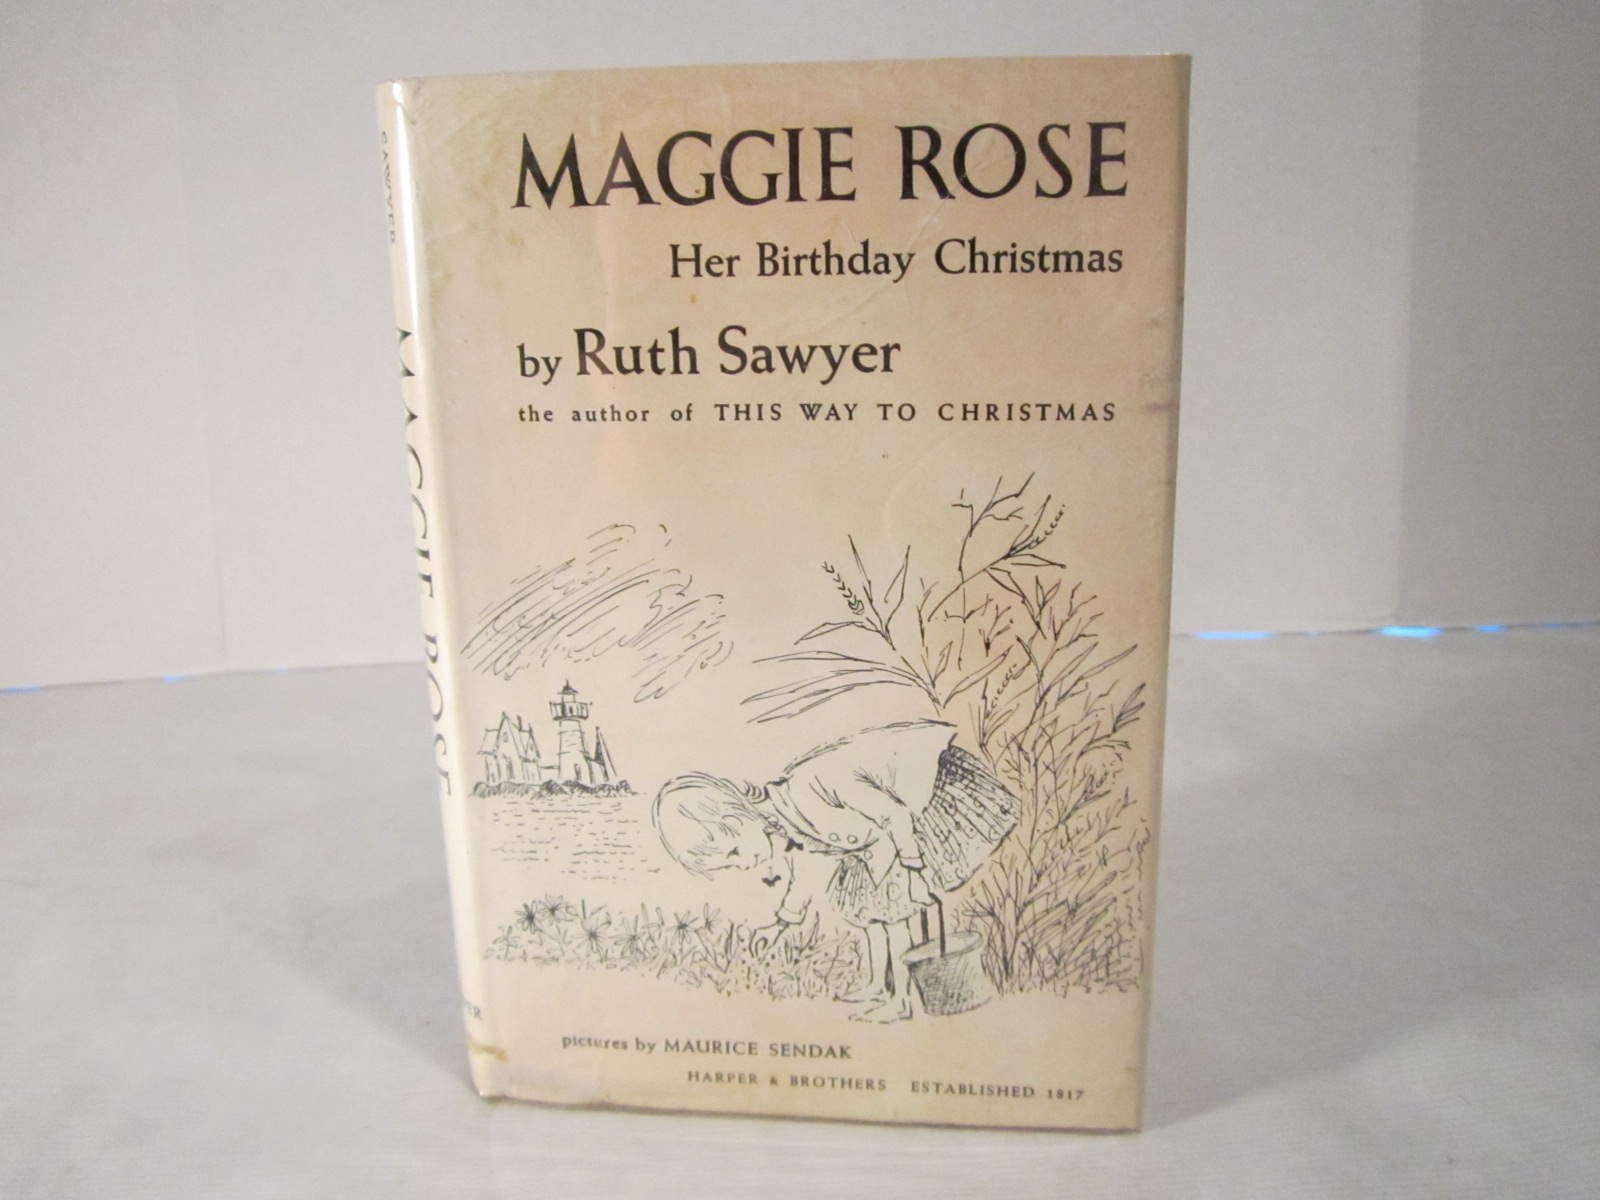 MAGGIE ROSE
Her Birthday Christmas
by Ruth Sawyer
the author of THIS WAY TO CHRISTMAS
pictures by MAURICE SENDAK
HARPER & BROTHERS ESTABLISHED 1817
SAWYER
MAGGIE ROSE